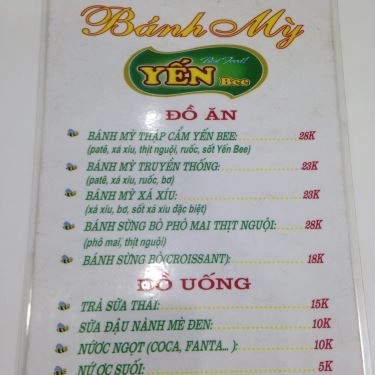 Bánh Mỳ
Hot Food!
YẾN Bee
ĐỒ ĂN
BÁNH MỲ THẬP CẨM YẾN BEE: 28K
(patê, xá xíu, thịt nguội, ruốc, sốt Yến Bee)
BÁNH MỲ TRUYỀN THỐNG: 23K
(patê, xá xíu, ruốc, bơ)
BÁNH MỲ XÁ XÍU: 23K
(xá xíu, bơ, sốt xá xíu đặc biệt)
BÁNH SỪNG BÒ PHÔ MAI THỊT NGUỘI: 28K
(phô mai, thịt nguội)
BÁNH SỪNG BÒ(CROISSANT): 18K
ĐỒ UỐNG
TRÀ SỮA THÁI: 15K
SỮA ĐẬU NÀNH MÈ ĐEN: 10K
NƯỚC NGỌT (COCA, FANTA... ): 10K
NƯỚC SUỐI: 5K